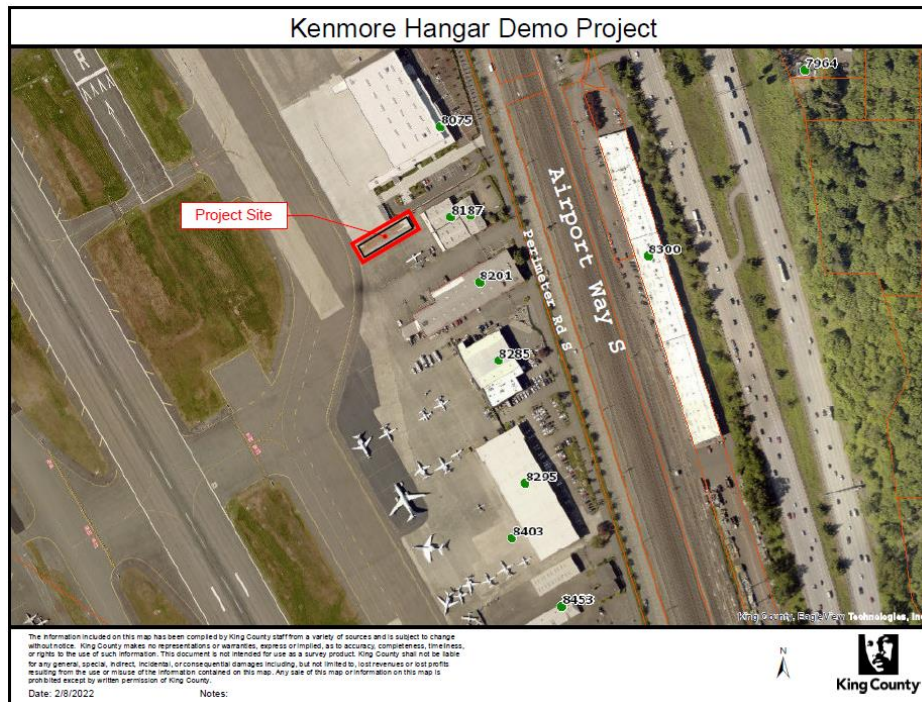 Kenmore Hangar Demo Project
7964
8075
Project Site
8187
Airport Way S
8300
Perimeter Rd S
8201
8285
8295
8403
8453
King County, EagleView Technologies, Inc
The information included on this map has been compiled by King County staff from a variety of sources and is subject to change
without notice. King County makes no representations or warranties, express or implied, as to accuracy, completeness, timeliness,
or rights to the use of such information. This document is not intended for use as a survey product. King County shall not be liable
for any general, special, indirect, incidental, or consequential damages including, but not limited to, lost revenues or lost profits
resulting from the use or misuse of the information contained on this map. Any sale of this map or information on this map is
prohibited except by written permission of King County.
Date: 2/8/2022 Notes:
N
King County